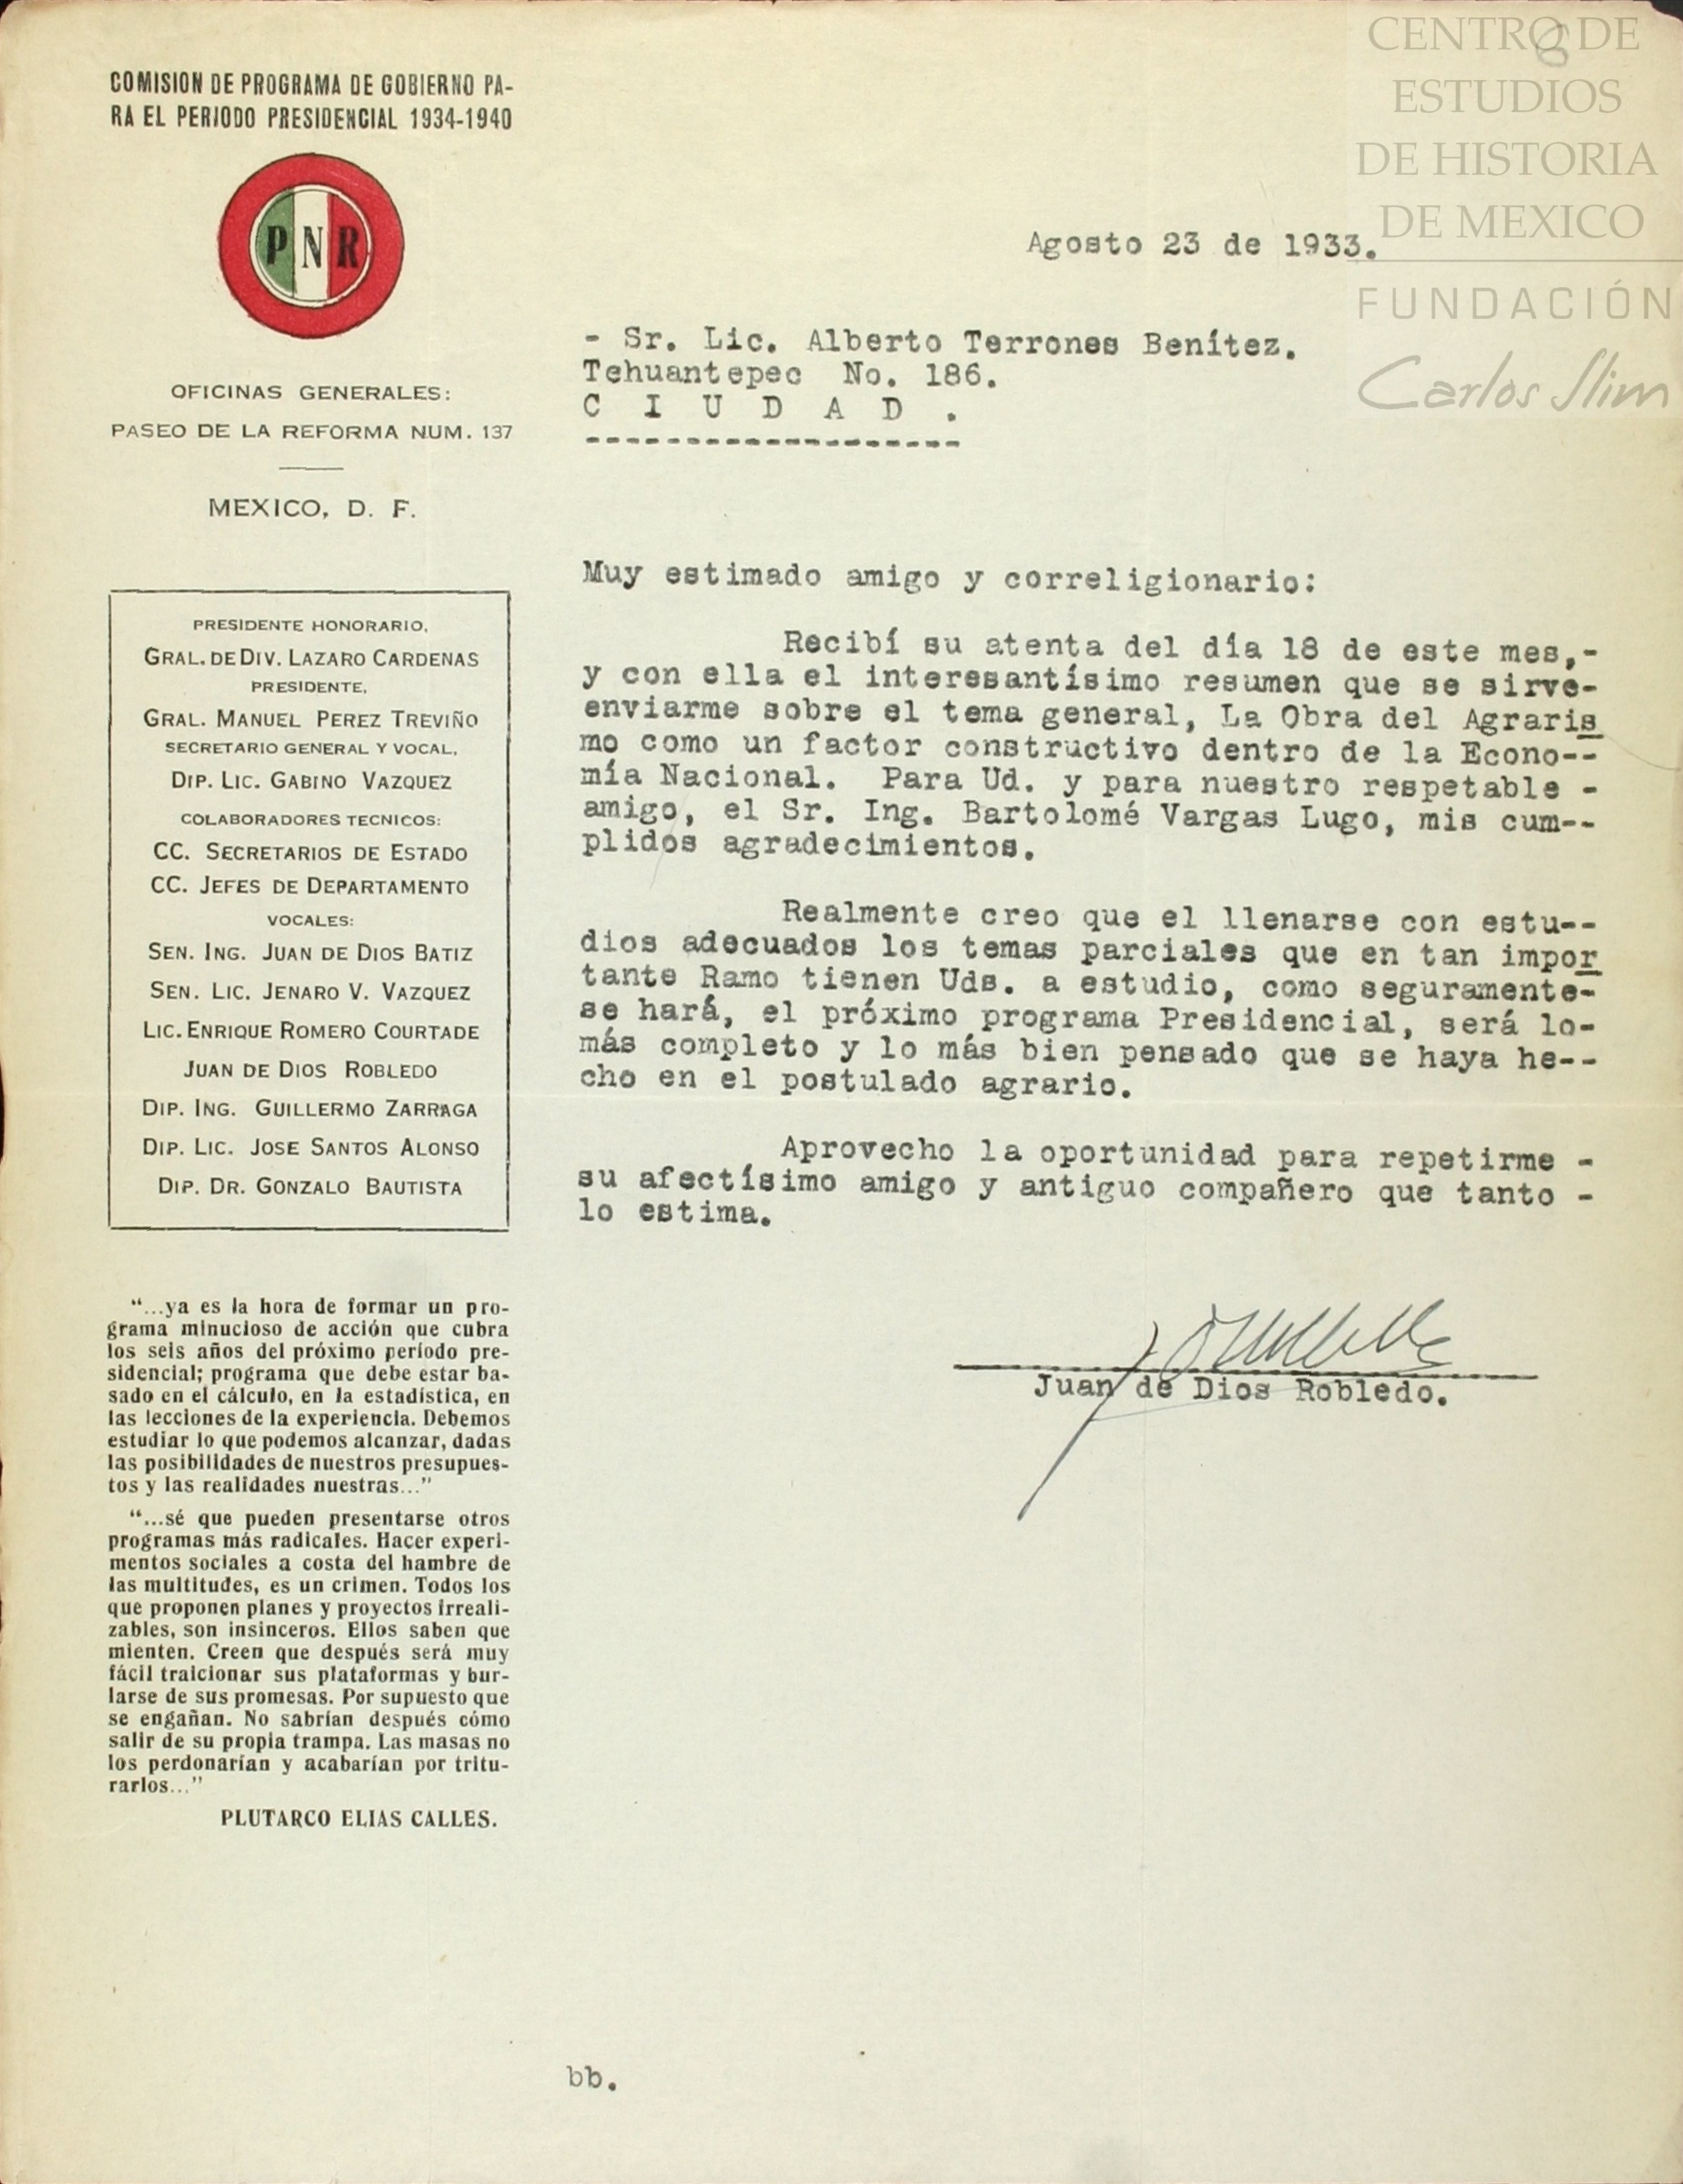 COMISION DE PROGRAMA DE GOBIERNO PA-
RA EL PERIODO PRESIDENCIAL 1934-1940
PNR
OFICINAS GENERALES:
PASEO DE LA REFORMA NUM. 137
MEXICO, D. F.
PRESIDENTE HONORARIO,
GRAL. DE DIV. LAZARO CARDENAS
PRESIDENTE,
GRAL. MANUEL PEREZ TREVIÑO
SECRETARIO GENERAL Y VOCAL,
DIP. LIC. GABINO VAZQUEZ
COLABORADORES TECNICOS:
CC. SECRETARIOS DE ESTADO
CC. JEFES DE DEPARTAMENTO
VOCALES:
SEN. ING. JUAN DE DIOS BATIZ
SEN. LIC. JENARO V. VAZQUEZ
LIC. ENRIQUE ROMERO COURTADE
JUAN DE DIOS ROBLEDO
DIP. ING. GUILLERMO ZARRAGA
DIP. LIC. JOSE SANTOS ALONSO
DIP. DR. GONZALO BAUTISTA
“...ya es la hora de formar un pro-
grama minucioso de acción que cubra
los seis años del próximo período pre-
sidencial; programa que debe estar ba-
sado en el cálculo, en la estadística, en
las lecciones de la experiencia. Debemos
estudiar lo que podemos alcanzar, dadas
las posibilidades de nuestros presupues-
tos y las realidades nuestras...”
“...sé que pueden presentarse otros
programas más radicales. Hacer experi-
mentos sociales a costa del hambre de
las multitudes, es un crimen. Todos los
que proponen planes y proyectos irreali-
zables, son insinceros. Ellos saben que
mienten. Creen que después será muy
fácil traicionar sus plataformas y bur-
larse de sus promesas. Por supuesto que
se engañan. No sabrían después cómo
salir de su propia trampa. Las masas no
los perdonarían y acabarían por tritu-
rarlos...”
PLUTARCO ELIAS CALLES.
CENTRO DE
ESTUDIOS
DE HISTORIA
DE MEXICO
FUNDACIÓN
Carlos Slim
Agosto 23 de 1933.
- Sr. Lic. Alberto Terrones Benítez.
Tehuantepec No. 186.
C I U D A D .
-------------------
Muy estimado amigo y correligionario:
Recibí su atenta del día 18 de este mes,-
y con ella el interesantísimo resumen que se sirve-
enviarme sobre el tema general, La Obra del Agraris
mo como un factor constructivo dentro de la Econo--
mía Nacional. Para Ud. y para nuestro respetable -
amigo, el Sr. Ing. Bartolomé Vargas Lugo, mis cum--
plidos agradecimientos.
Realmente creo que el llenarse con estu--
dios adecuados los temas parciales que en tan impor
tante Ramo tienen Uds. a estudio, como seguramente-
se hará, el próximo programa Presidencial, será lo-
más completo y lo más bien pensado que se haya he--
cho en el postulado agrario.
Aprovecho la oportunidad para repetirme -
su afectísimo amigo y antiguo compañero que tanto -
lo estima.
Juan de Dios Robledo.
bb.